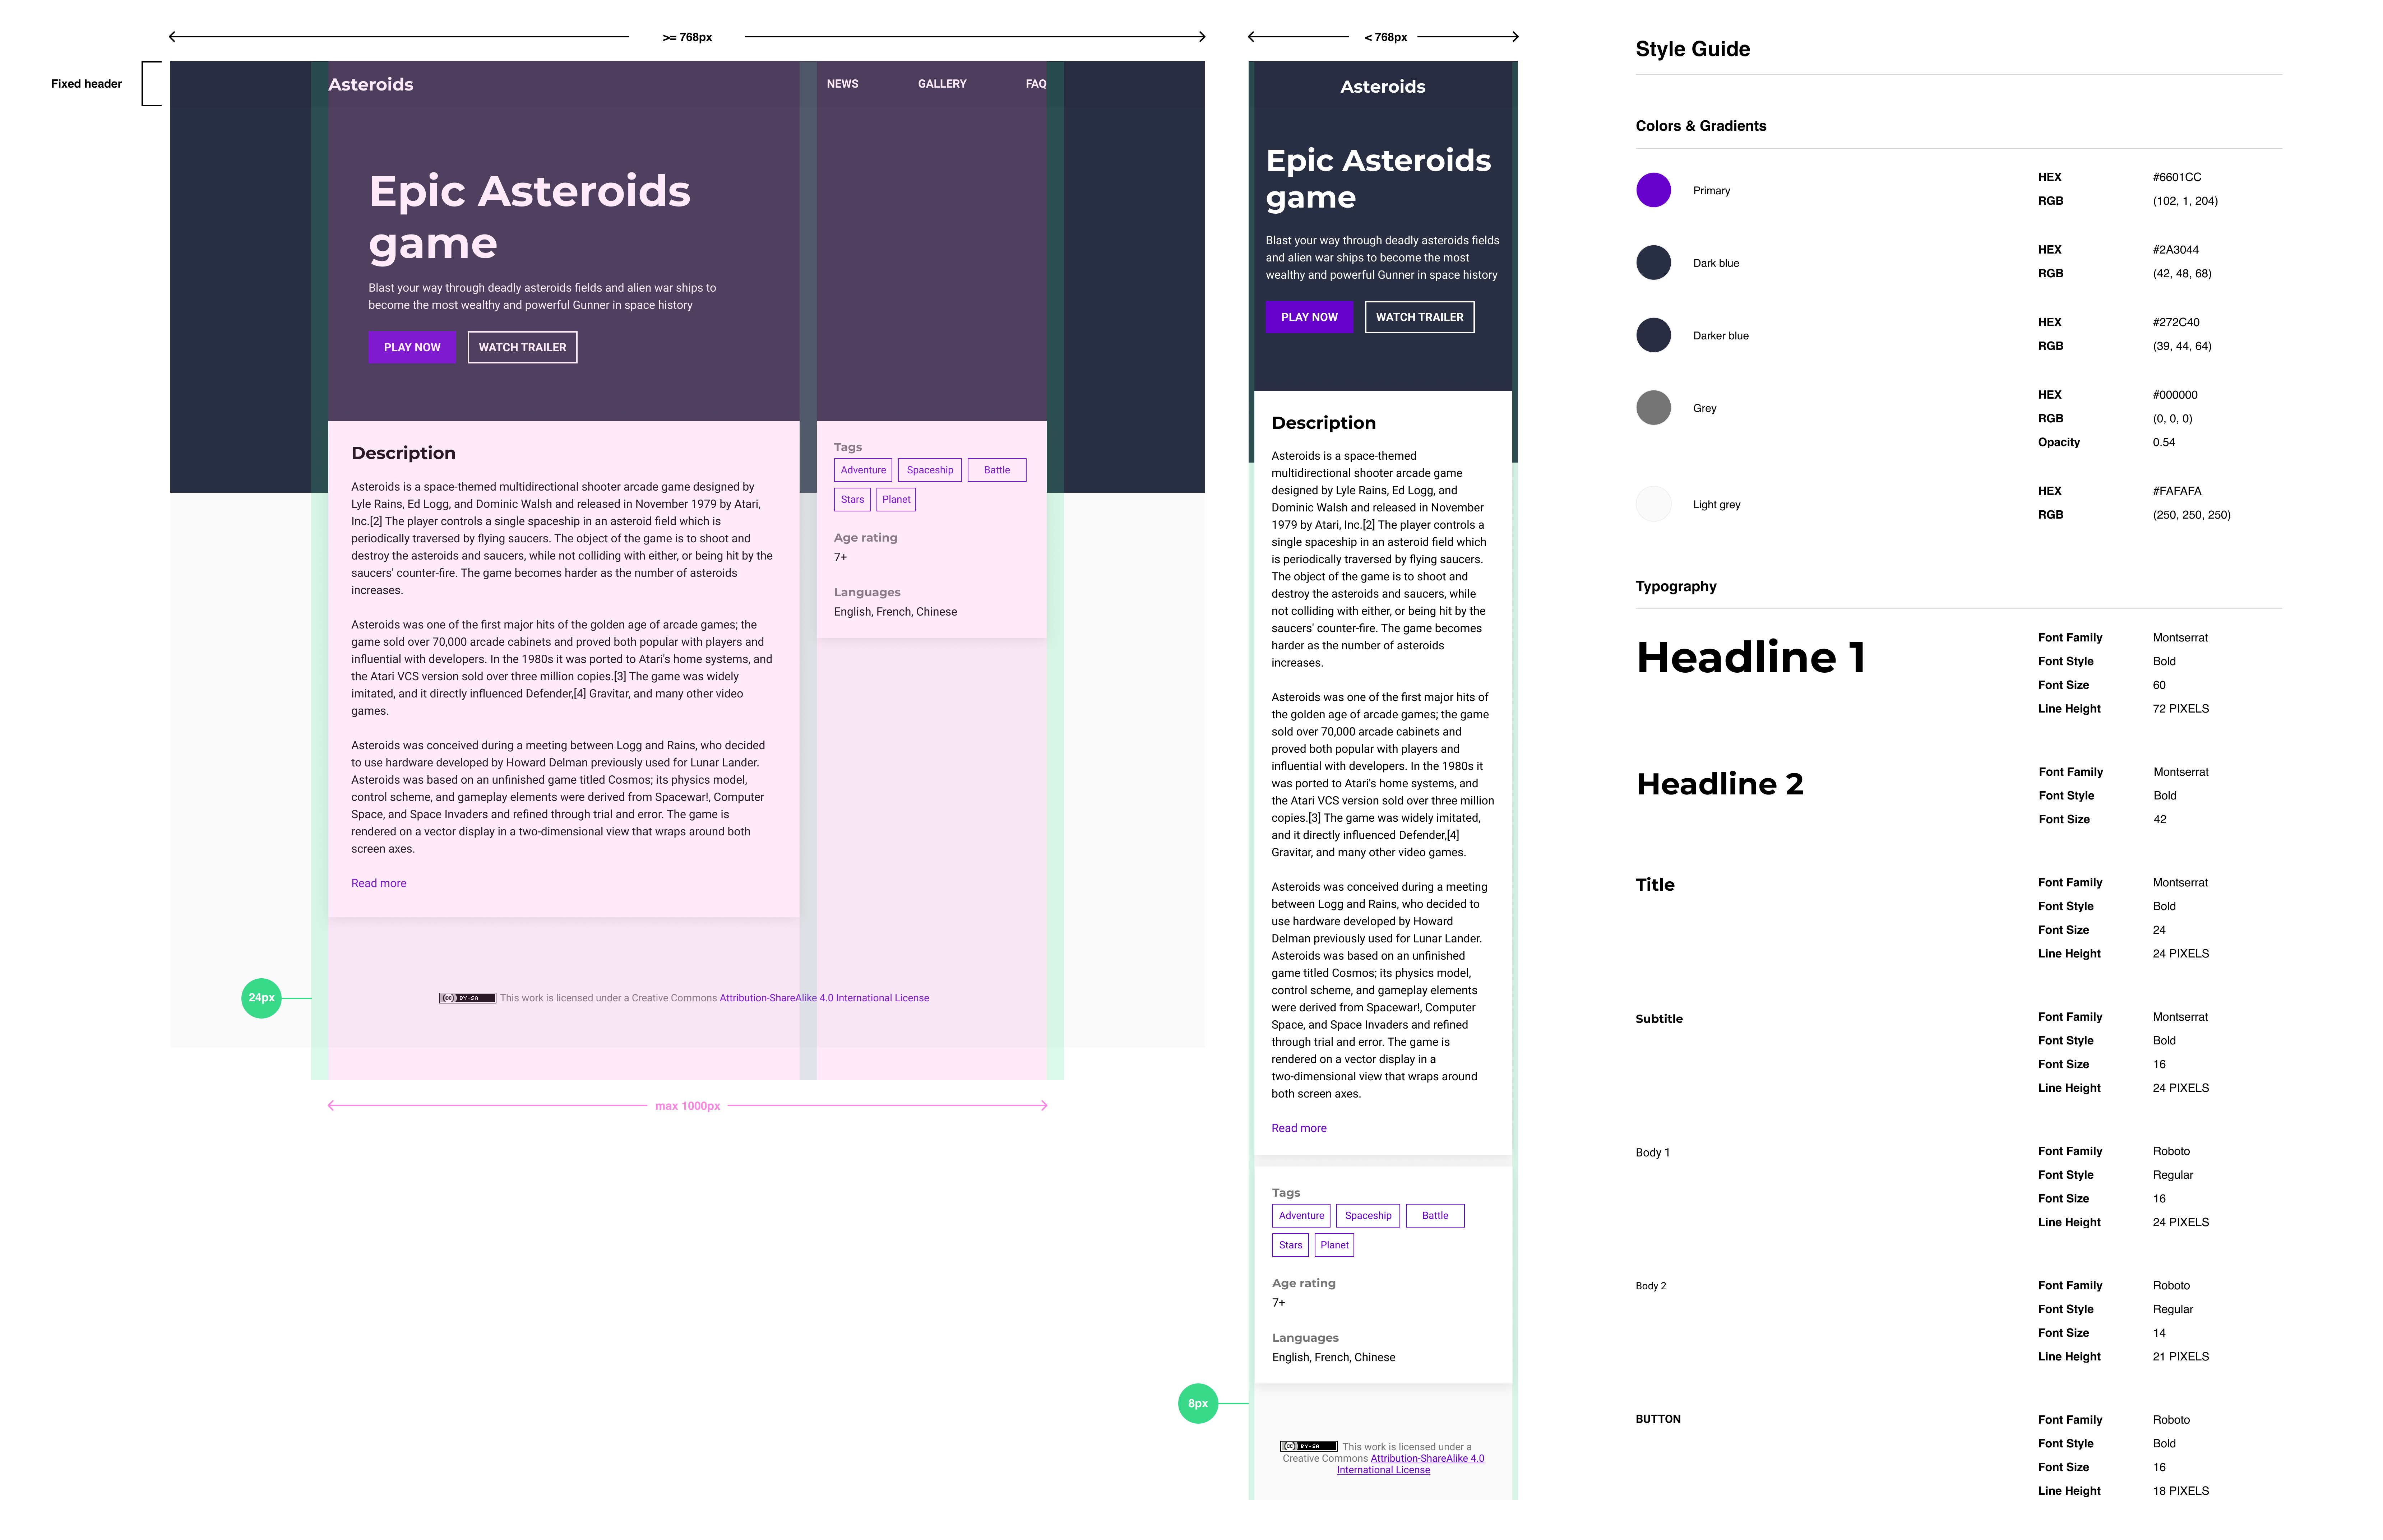 >= 768px
Fixed header
Asteroids
NEWS
GALLERY
FAQ
Epic Asteroids
game
Blast your way through deadly asteroids fields and alien war ships to
become the most wealthy and powerful Gunner in space history
PLAY NOW
WATCH TRAILER
Description
Asteroids is a space-themed multidirectional shooter arcade game designed by
Lyle Rains, Ed Logg, and Dominic Walsh and released in November 1979 by Atari,
Inc.[2] The player controls a single spaceship in an asteroid field which is
periodically traversed by flying saucers. The object of the game is to shoot and
destroy the asteroids and saucers, while not colliding with either, or being hit by the
saucers' counter-fire. The game becomes harder as the number of asteroids
increases.
Asteroids was one of the first major hits of the golden age of arcade games; the
game sold over 70,000 arcade cabinets and proved both popular with players and
influential with developers. In the 1980s it was ported to Atari's home systems, and
the Atari VCS version sold over three million copies.[3] The game was widely
imitated, and it directly influenced Defender,[4] Gravitar, and many other video
games.
Asteroids was conceived during a meeting between Logg and Rains, who decided
to use hardware developed by Howard Delman previously used for Lunar Lander.
Asteroids was based on an unfinished game titled Cosmos; its physics model,
control scheme, and gameplay elements were derived from Spacewar!, Computer
Space, and Space Invaders and refined through trial and error. The game is
rendered on a vector display in a two-dimensional view that wraps around both
screen axes.
Read more
Tags
Adventure
Spaceship
Battle
Stars
Planet
Age rating
7+
Languages
English, French, Chinese
24px
cc BY-SA This work is licensed under a Creative Commons Attribution-ShareAlike 4.0 International License
max 1000px
< 768px
Asteroids
Epic Asteroids
game
Blast your way through deadly asteroids fields
and alien war ships to become the most
wealthy and powerful Gunner in space history
PLAY NOW
WATCH TRAILER
Description
Asteroids is a space-themed
multidirectional shooter arcade game
designed by Lyle Rains, Ed Logg, and
Dominic Walsh and released in November
1979 by Atari, Inc.[2] The player controls a
single spaceship in an asteroid field which
is periodically traversed by flying saucers.
The object of the game is to shoot and
destroy the asteroids and saucers, while
not colliding with either, or being hit by the
saucers' counter-fire. The game becomes
harder as the number of asteroids
increases.
Asteroids was one of the first major hits of
the golden age of arcade games; the game
sold over 70,000 arcade cabinets and
proved both popular with players and
influential with developers. In the 1980s it
was ported to Atari's home systems, and
the Atari VCS version sold over three million
copies.[3] The game was widely imitated,
and it directly influenced Defender,[4]
Gravitar, and many other video games.
Asteroids was conceived during a meeting
between Logg and Rains, who decided to
use hardware developed by Howard
Delman previously used for Lunar Lander.
Asteroids was based on an unfinished
game titled Cosmos; its physics model,
control scheme, and gameplay elements
were derived from Spacewar!, Computer
Space, and Space Invaders and refined
through trial and error. The game is
rendered on a vector display in a
two-dimensional view that wraps around
both screen axes.
Read more
Tags
Adventure
Spaceship
Battle
Stars
Planet
Age rating
7+
Languages
English, French, Chinese
8px
cc BY-SA This work is licensed under a
Creative Commons Attribution-ShareAlike 4.0
International License
Style Guide
Colors & Gradients
Primary
HEX #6601CC
RGB (102, 1, 204)
Dark blue
HEX #2A3044
RGB (42, 48, 68)
Darker blue
HEX #272C40
RGB (39, 44, 64)
Grey
HEX #000000
RGB (0, 0, 0)
Opacity 0.54
Light grey
HEX #FAFAFA
RGB (250, 250, 250)
Typography
Headline 1
Font Family Montserrat
Font Style Bold
Font Size 60
Line Height 72 PIXELS
Headline 2
Font Family Montserrat
Font Style Bold
Font Size 42
Title
Font Family Montserrat
Font Style Bold
Font Size 24
Line Height 24 PIXELS
Subtitle
Font Family Montserrat
Font Style Bold
Font Size 16
Line Height 24 PIXELS
Body 1
Font Family Roboto
Font Style Regular
Font Size 16
Line Height 24 PIXELS
Body 2
Font Family Roboto
Font Style Regular
Font Size 14
Line Height 21 PIXELS
BUTTON
Font Family Roboto
Font Style Bold
Font Size 16
Line Height 18 PIXELS